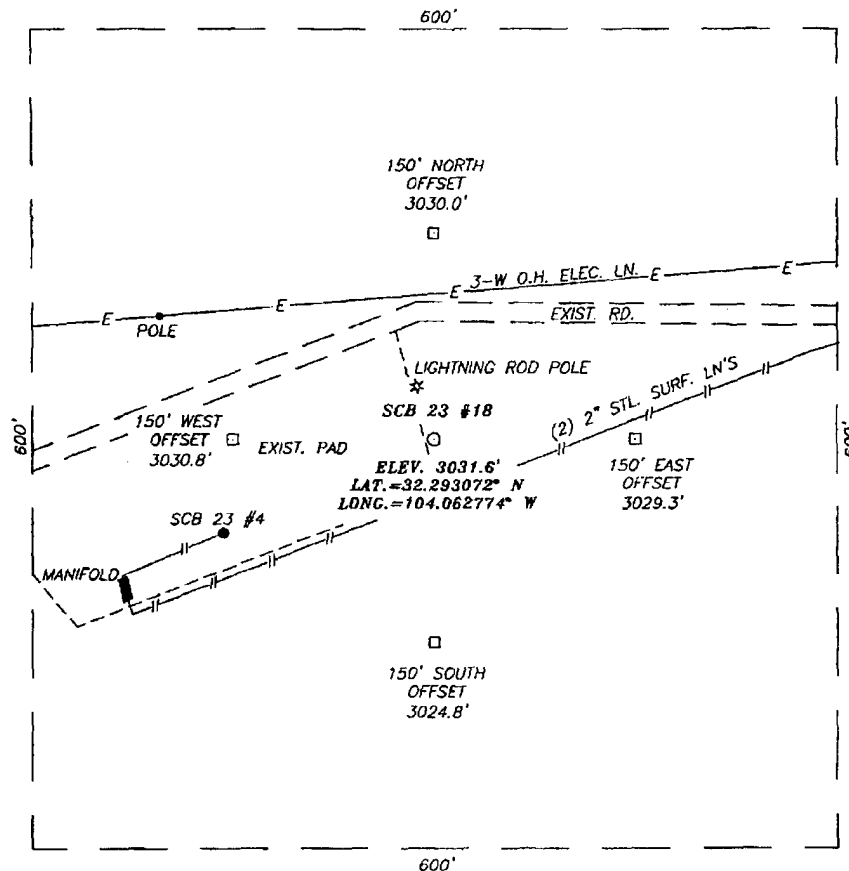 600'
150' NORTH
OFFSET
3030.0'
3-W O.H. ELEC. LN.
E
E
E
E
E
POLE
EXIST. RD.
LIGHTNING ROD POLE
(2) 2" STL. SURF. LN'S
SCB 23 #18
600'
150' WEST
OFFSET
3030.8'
EXIST. PAD
600'
ELEV. 3031.6'
LAT.=32.293072° N
LONG.=104.062774° W
150' EAST
OFFSET
3029.3'
SCB 23 #4
MANIFOLD
150' SOUTH
OFFSET
3024.8'
600'